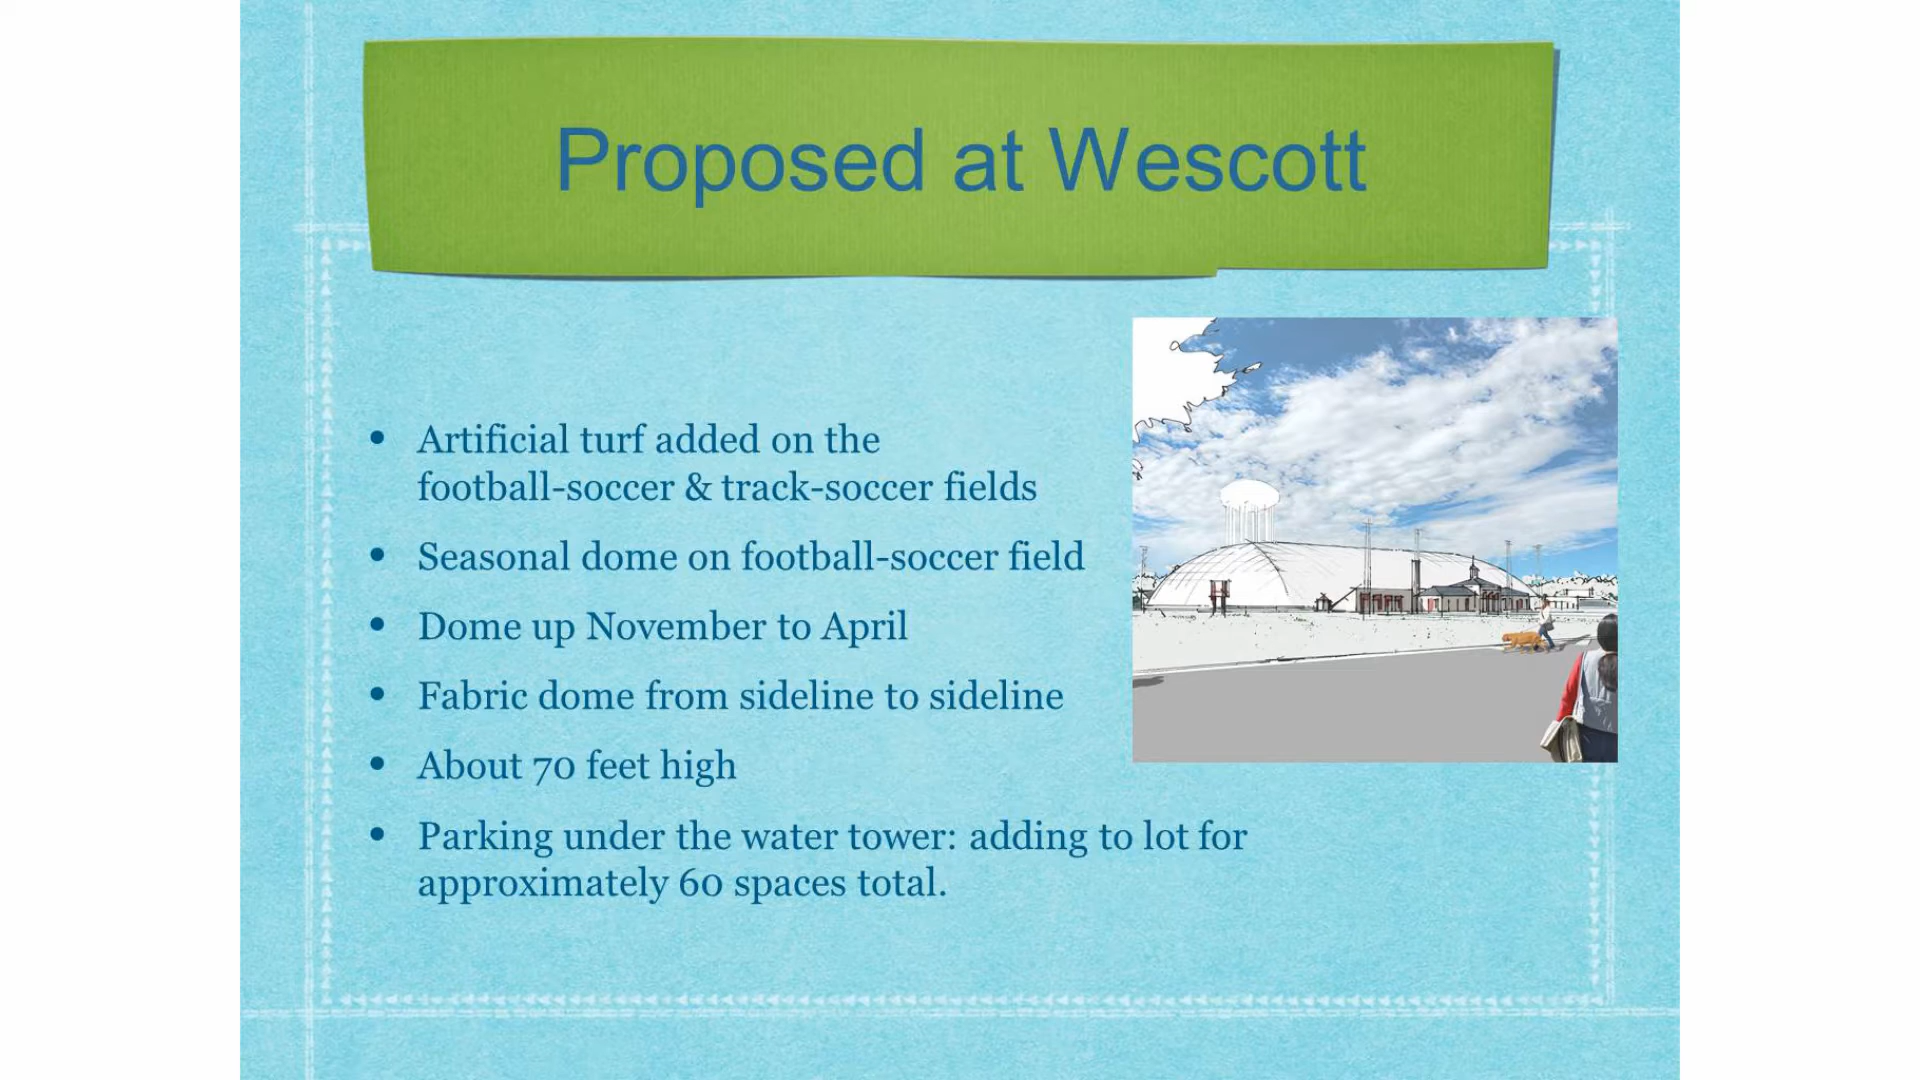 Proposed at Wescott
• Artificial turf added on the
football-soccer & track-soccer fields
• Seasonal dome on football-soccer field
• Dome up November to April
• Fabric dome from sideline to sideline
• About 70 feet high
• Parking under the water tower: adding to lot for
approximately 60 spaces total.